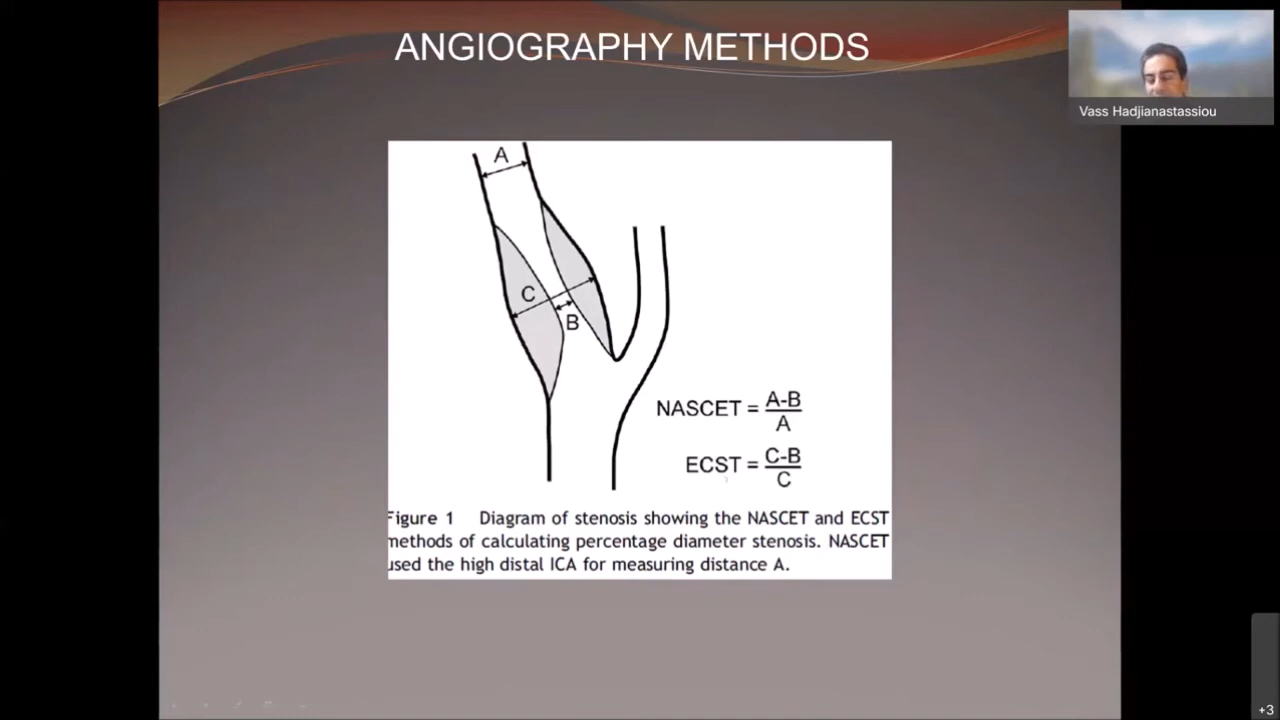 ANGIOGRAPHY METHODS
Vass Hadjianastassiou
A
C
B
NASCET = A-B
A
ECST = C-B
C
Figure 1 Diagram of stenosis showing the NASCET and ECST
methods of calculating percentage diameter stenosis. NASCET
used the high distal ICA for measuring distance A.
+3